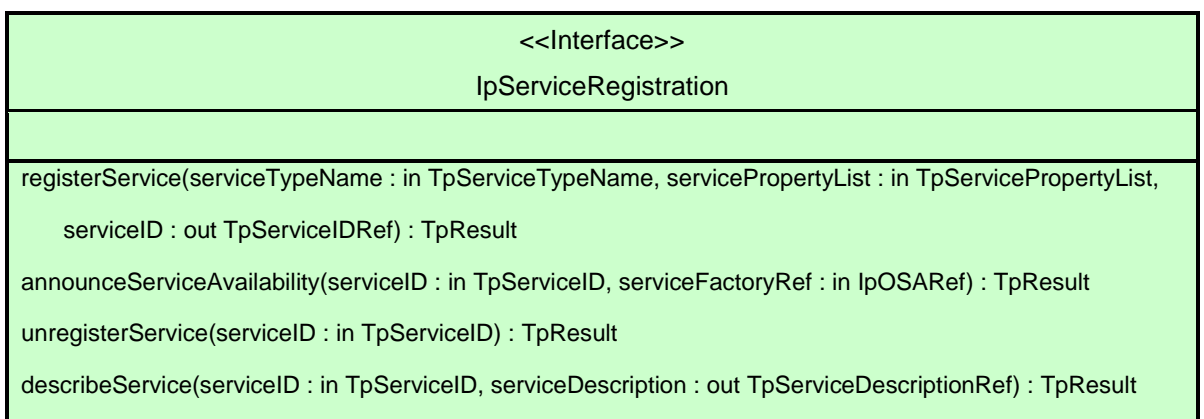 <<Interface>>
IpServiceRegistration
registerService(serviceTypeName : in TpServiceTypeName, servicePropertyList : in TpServicePropertyList,
serviceID : out TpServiceIDRef) : TpResult
announceServiceAvailability(serviceID : in TpServiceID, serviceFactoryRef : in IpOSARef) : TpResult
unregisterService(serviceID : in TpServiceID) : TpResult
describeService(serviceID : in TpServiceID, serviceDescription : out TpServiceDescriptionRef) : TpResult